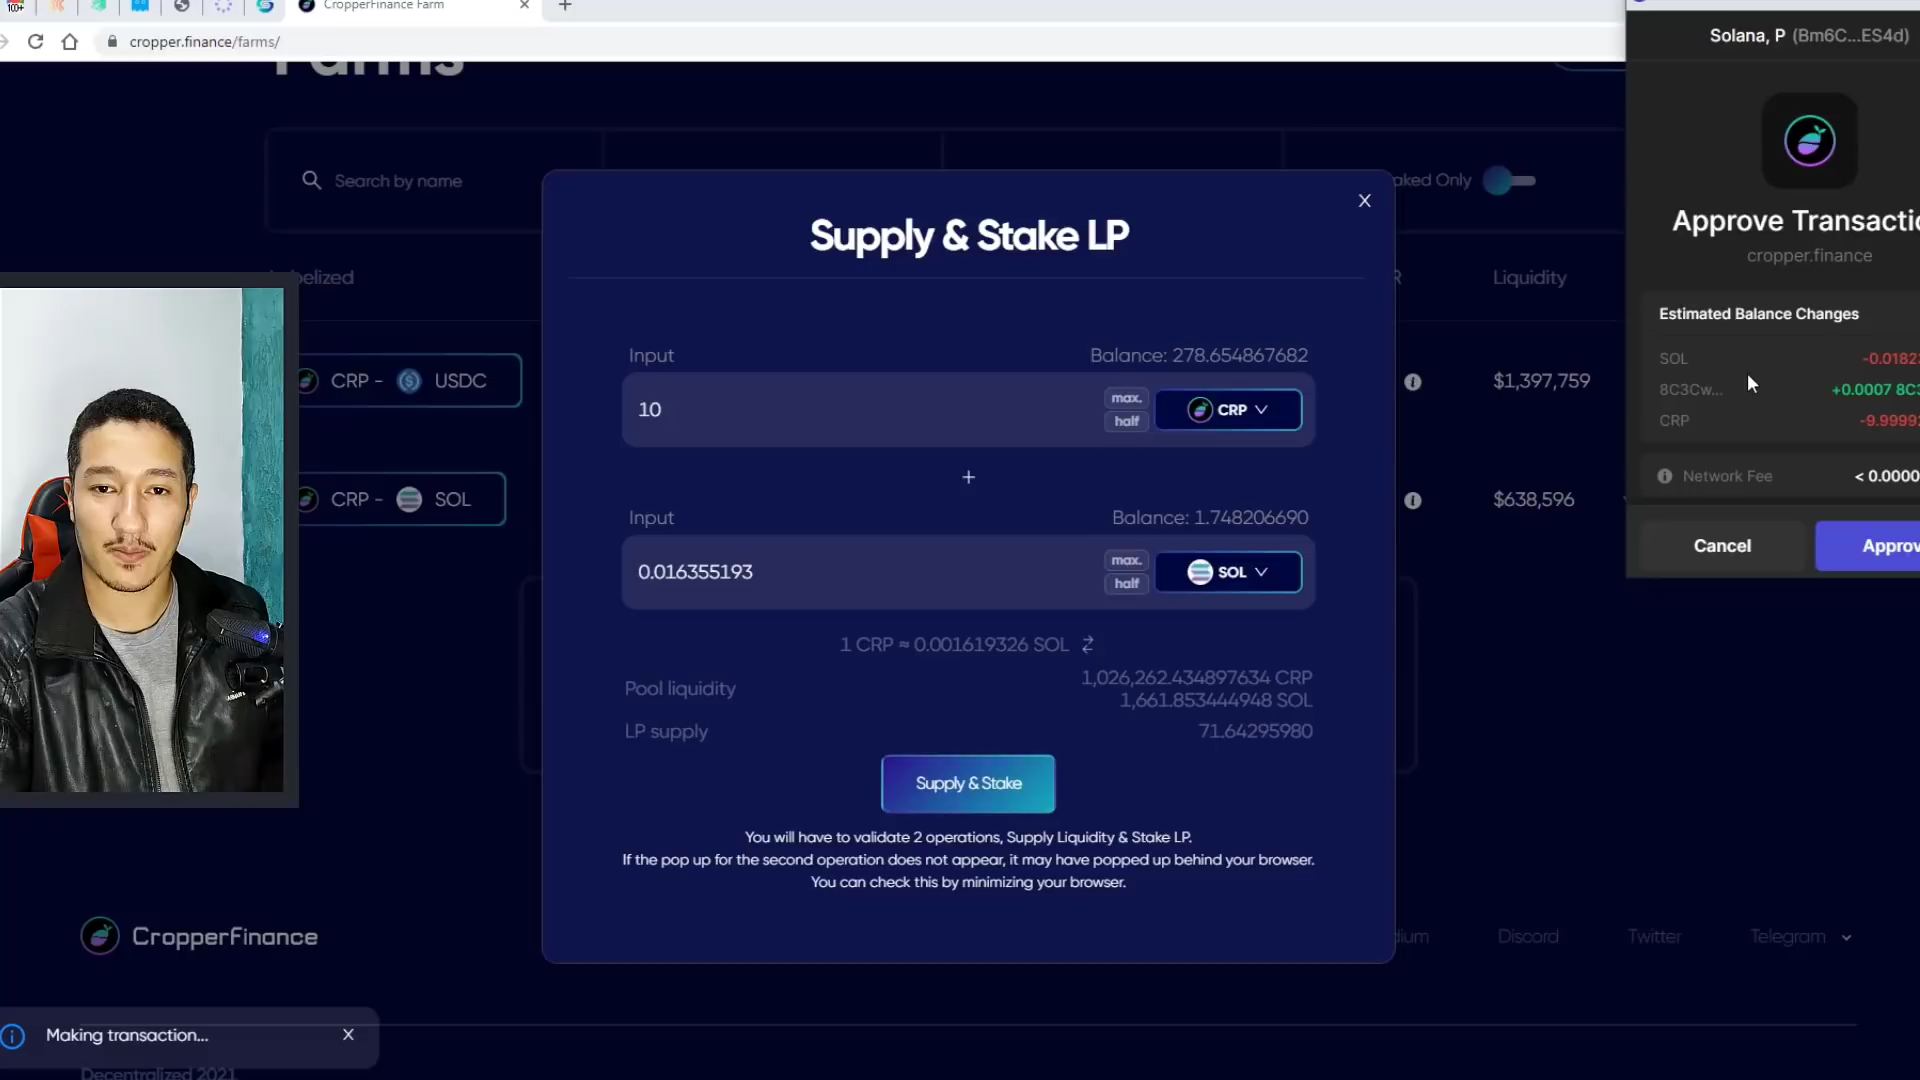 CropperFinance Farm
cropper.finance/farms/
Solana, P (Bm6C...ES4d)
Farms
Search by name
aked Only
Supply & Stake LP
X
Approve Transactio
cropper.finance
Estimated Balance Changes
SOL -0.0182
8C3Cw... +0.0007 8C3
CRP -9.9999
Network Fee < 0.0000
Cancel
Approv
belized
Liquidity
Input
Balance: 278.654867682
10
max.
half
CRP
CRP - USDC
$1,397,759
+
CRP - SOL
$638,596
Input
Balance: 1.748206690
0.016355193
max.
half
SOL
1 CRP ≈ 0.001619326 SOL
Pool liquidity
1,026,262.434897634 CRP
1,661.853444948 SOL
LP supply
71.64295980
Supply & Stake
You will have to validate 2 operations, Supply Liquidity & Stake LP.
If the pop up for the second operation does not appear, it may have popped up behind your browser.
You can check this by minimizing your browser.
CropperFinance
dium
Discord
Twitter
Telegram
Making transaction...
X
Decentralized 2021